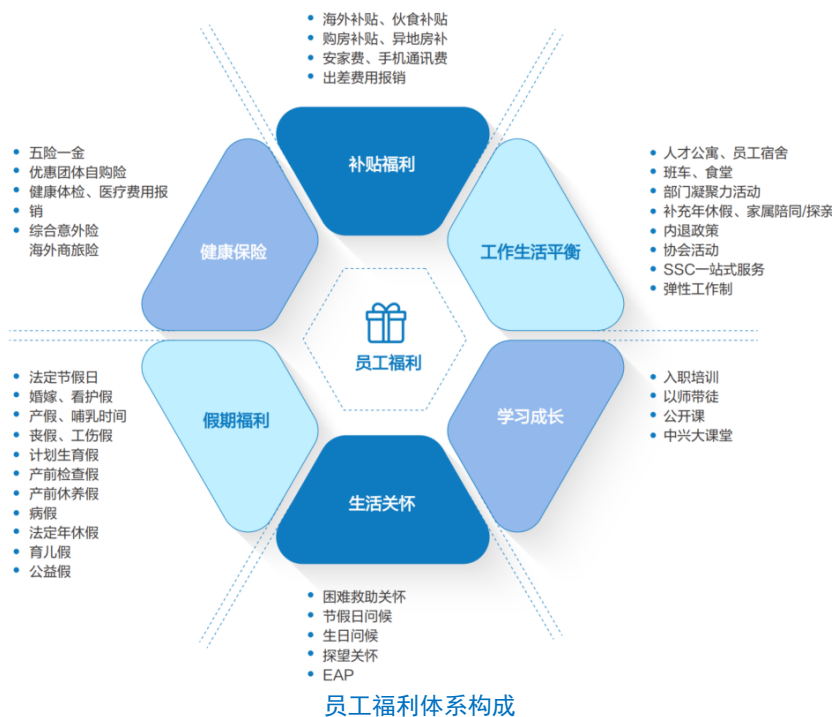 海外补贴、伙食补贴
购房补贴、异地房补
安家费、手机通讯费
出差费用报销
补贴福利
五险一金
优惠团体自购险
健康体检、医疗费用报
销
综合意外险
海外商旅险
健康保险
人才公寓、员工宿舍
班车、食堂
部门凝聚力活动
补充年休假、家属陪同/探亲
内退政策
协会活动
SSC一站式服务
弹性工作制
工作生活平衡
员工福利
法定节假日
婚嫁、看护假
产假、哺乳时间
丧假、工伤假
计划生育假
产前检查假
产前休养假
病假
法定年休假
育儿假
公益假
假期福利
入职培训
以师带徒
公开课
中兴大课堂
学习成长
生活关怀
困难救助关怀
节假日问候
生日问候
探望关怀
EAP
员工福利体系构成